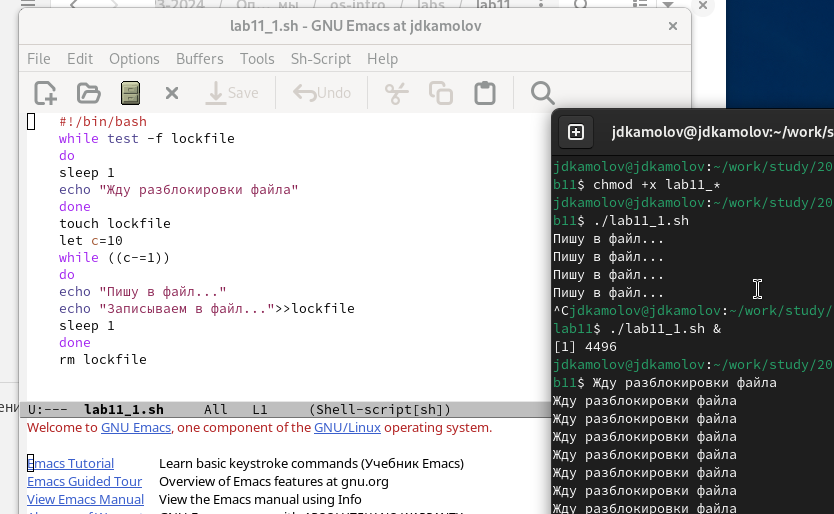 3-2024 / Оп... мы / os-intro / labs / lab11
lab11_1.sh - GNU Emacs at jdkamolov
File Edit Options Buffers Tools Sh-Script Help
Save Undo
#!/bin/bash
while test -f lockfile
do
sleep 1
echo "Жду разблокировки файла"
done
touch lockfile
let c=10
while ((c-=1))
do
echo "Пишу в файл..."
echo "Записываем в файл...">>lockfile
sleep 1
done
rm lockfile
U:--- lab11_1.sh All L1 (Shell-script[sh])
Welcome to GNU Emacs, one component of the GNU/Linux operating system.
Emacs Tutorial Learn basic keystroke commands (Учебник Emacs)
Emacs Guided Tour Overview of Emacs features at gnu.org
View Emacs Manual View the Emacs manual using Info
jdkamolov@jdkamolov:~/work/s
jdkamolov@jdkamolov:~/work/study/20
b11$ chmod +x lab11_*
jdkamolov@jdkamolov:~/work/study/20
b11$ ./lab11_1.sh
Пишу в файл...
Пишу в файл...
Пишу в файл...
Пишу в файл...
^Cjdkamolov@jdkamolov:~/work/study/
lab11$ ./lab11_1.sh &
[1] 4496
jdkamolov@jdkamolov:~/work/study/20
b11$ Жду разблокировки файла
Жду разблокировки файла
Жду разблокировки файла
Жду разблокировки файла
Жду разблокировки файла
Жду разблокировки файла
Жду разблокировки файла
Жду разблокировки файла